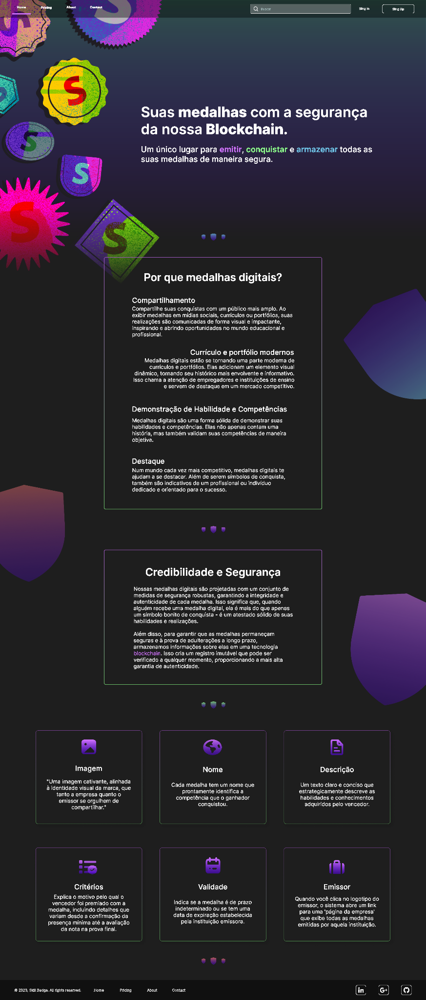 Home Pricing About Contact Buscar Sing In Sing Up
S
S
S
S
S
S
S
Suas medalhas com a segurança
da nossa Blockchain.
Um único lugar para emitir, conquistar e armazenar todas as
suas medalhas de maneira segura.
Por que medalhas digitais?
Compartilhamento
Compartilhe suas conquistas com um público mais amplo. Ao
exibir medalhas em mídias sociais, currículos ou portfólios, suas
realizações são comunicadas de forma visual e impactante,
inspirando e abrindo oportunidades no mundo educacional e
profissional.
Currículo e portfólio modernos
Medalhas digitais estão se tornando uma parte moderna de
currículos e portfólios. Elas adicionam um elemento visual
dinâmico, tornando seu histórico mais envolvente e informativo.
Isso chama a atenção de empregadores e instituições de ensino
e servem de destaque em um mercado competitivo.
Demonstração de Habilidade e Competências
Medalhas digitais são uma forma sólida de demonstrar suas
habilidades e competências. Elas não apenas contam uma
história, mas também validam suas competências de maneira
objetiva.
Destaque
Num mundo cada vez mais competitivo, medalhas digitais te
ajudam a se destacar. Além de serem símbolos de conquista,
também são indicativos de um profissional ou indivíduo
dedicado e orientado para o sucesso.
Credibilidade e Segurança
Nossas medalhas digitais são projetadas com um conjunto de
medidas de segurança robustas, garantindo a integridade e
autenticidade de cada medalha. Isso significa que, quando
alguém recebe uma medalha digital, ela é mais do que apenas
um símbolo bonito de conquista - é um atestado sólido de suas
habilidades e realizações.
Além disso, para garantir que as medalhas permaneçam
seguras e à prova de adulterações a longo prazo,
armazenamos informações sobre elas em uma tecnologia
blockchain. Isso cria um registro imutável que pode ser
verificado a qualquer momento, proporcionando a mais alta
garantia de autenticidade.
Imagem
"Uma imagem cativante, alinhada
à identidade visual da marca, que
tanto a empresa quanto o
emissor se orgulhem de
compartilhar."
Nome
Cada medalha tem um nome que
prontamente identifica a
competência que o ganhador
conquistou.
Descrição
Um texto claro e conciso que
estrategicamente descreve as
habilidades e conhecimentos
adquiridos pelo vencedor.
Critérios
Explica o motivo pelo qual o
vencedor foi premiado com a
medalha, incluindo detalhes que
variam desde a confirmação da
presença mínima até a avaliação
da nota na prova final.
Validade
Indica se a medalha é de prazo
indeterminado ou se tem uma
data de expiração estabelecida
pela instituição emissora.
Emissor
Quando você clica no logotipo do
emissor, o sistema abre um link
para uma 'página da empresa'
que exibe todas as medalhas
emitidas por aquela instituição.
© 2023, Skill Badge. All rights reserved. Home Pricing About Contact in G+